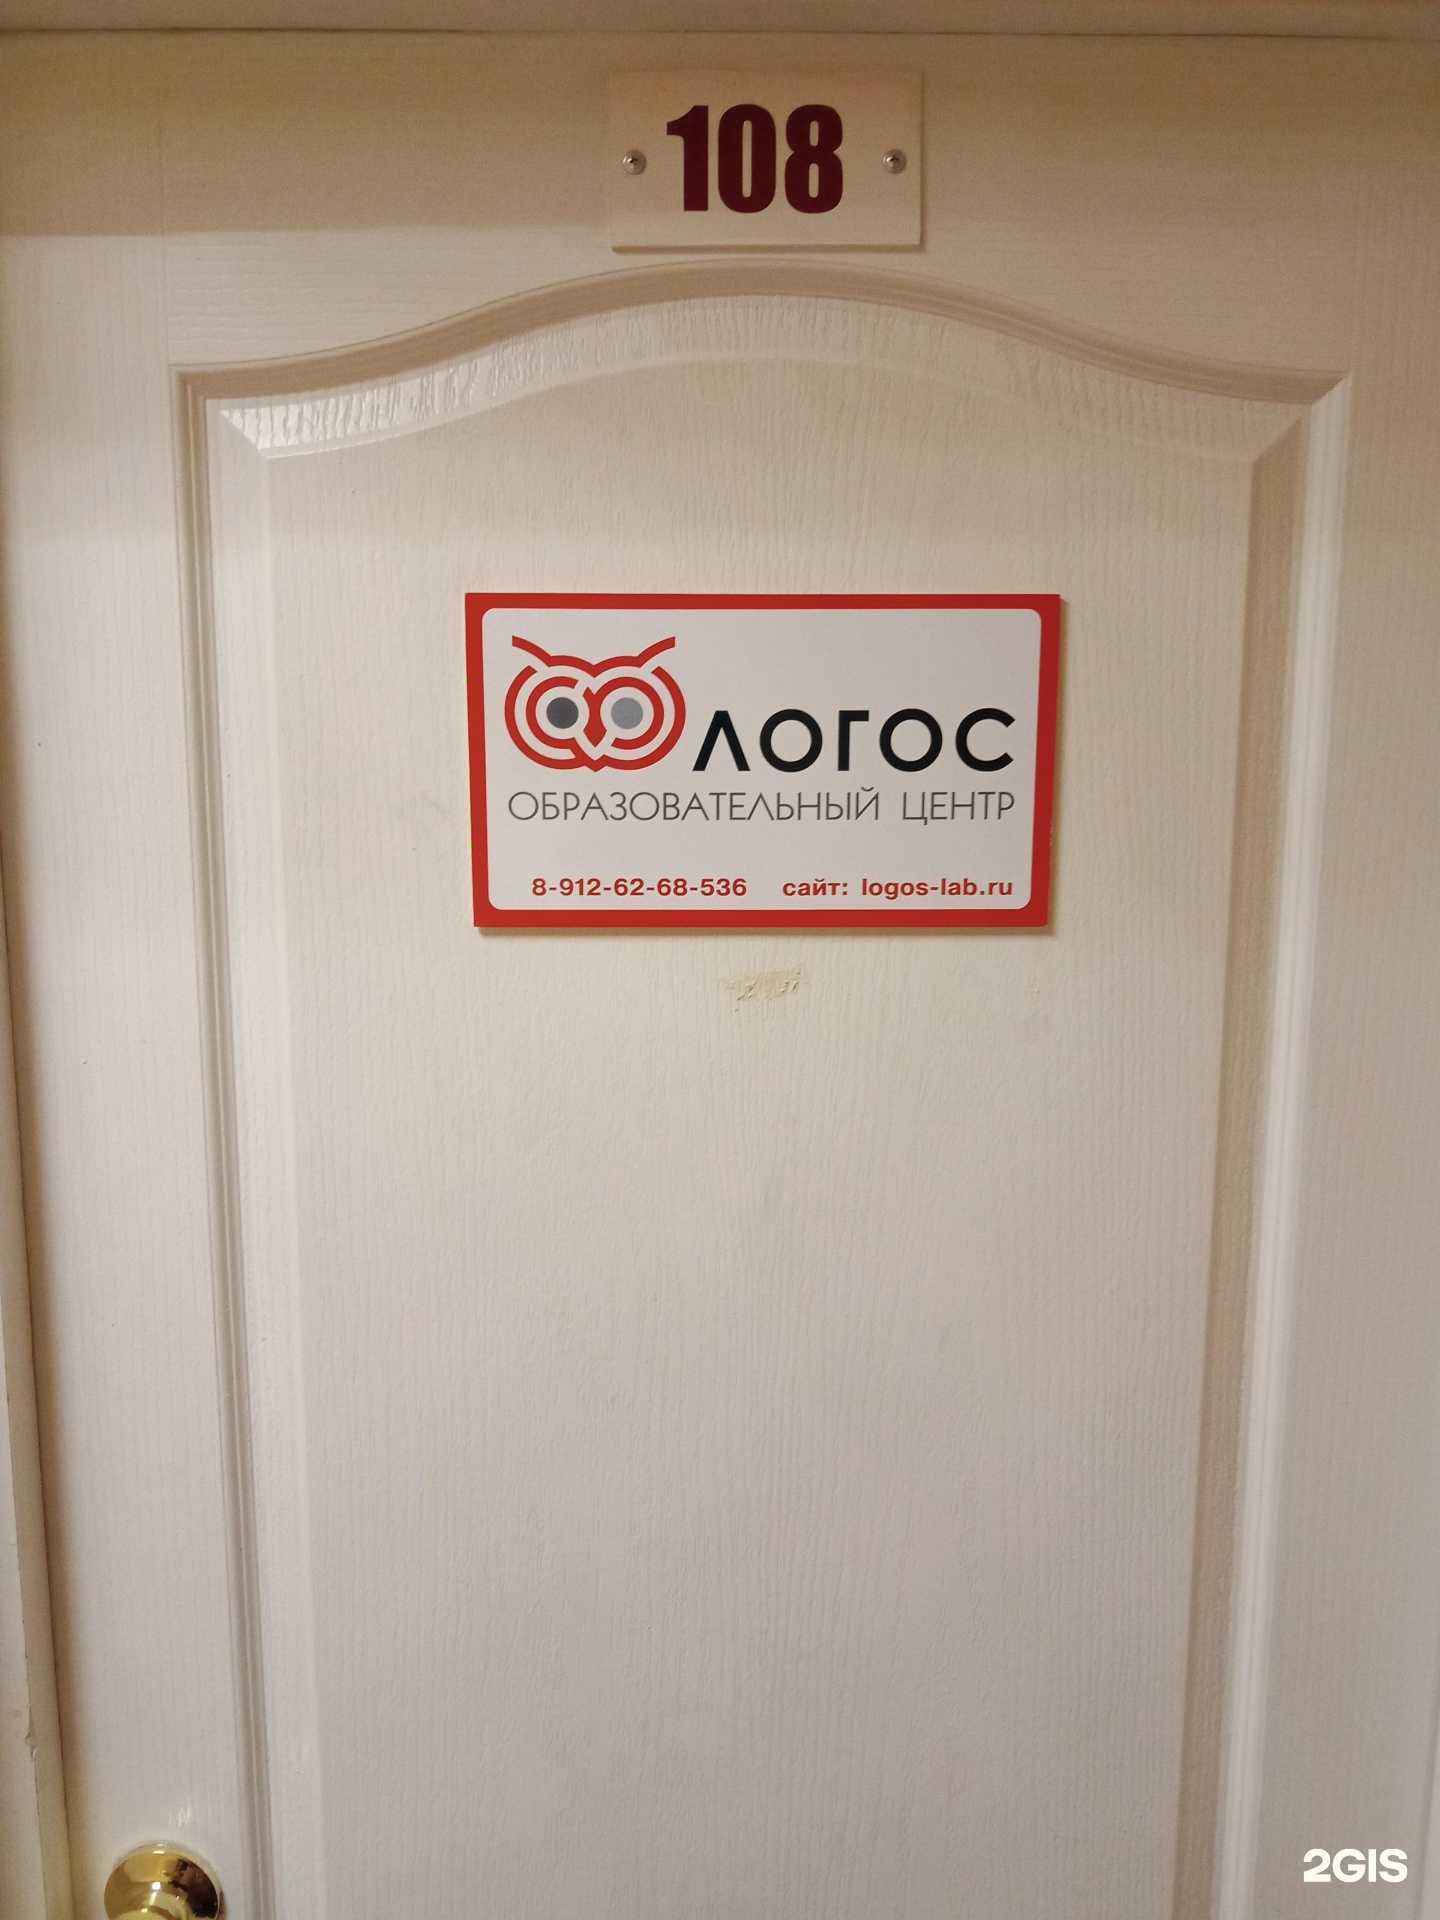 108
ЛОГОС
ОБРАЗОВАТЕЛЬНЫЙ ЦЕНТР
8-912-62-68-536 сайт: logos-lab.ru
2GIS